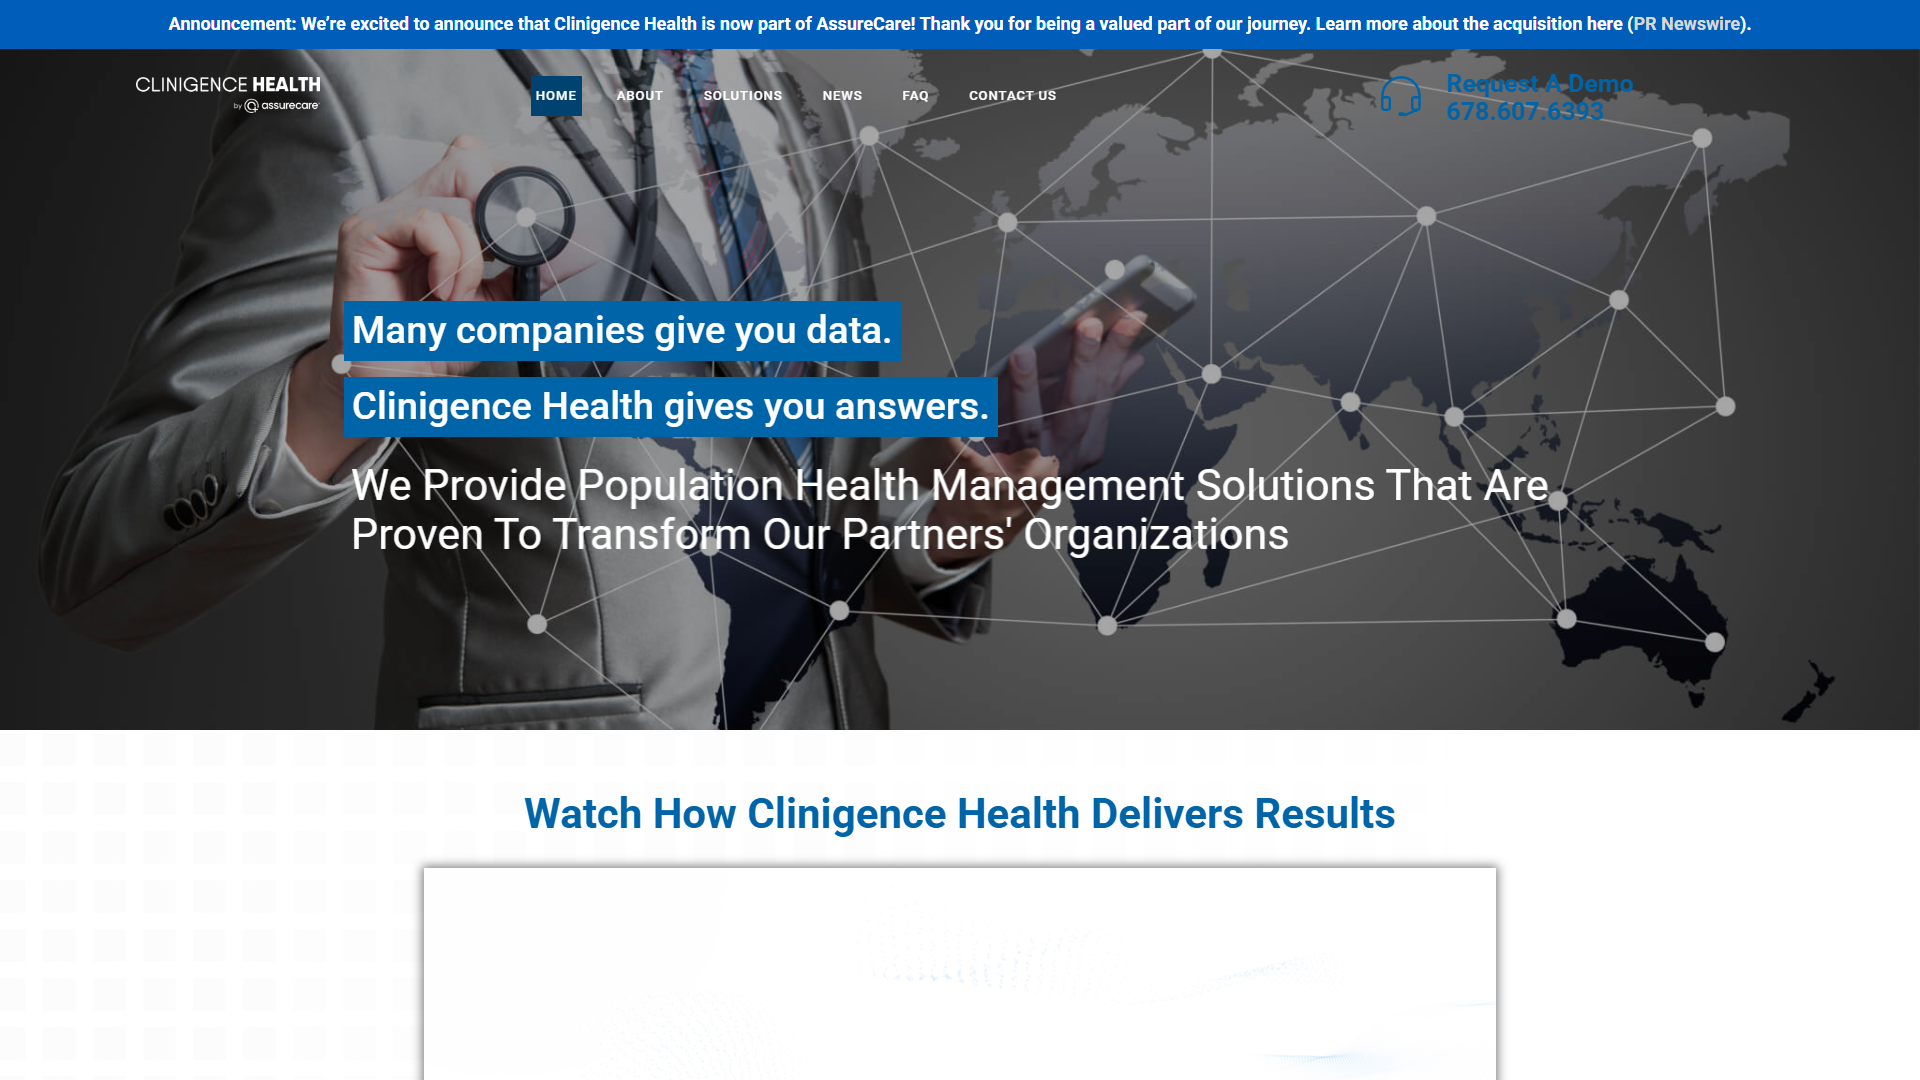 Announcement: We’re excited to announce that Clinigence Health is now part of AssureCare! Thank you for being a valued part of our journey. Learn more about the acquisition here (PR Newswire).
CLINIGENCE HEALTH
by assurecare
HOME ABOUT SOLUTIONS NEWS FAQ CONTACT US
Request A Demo
678.607.6393
Many companies give you data.
Clinigence Health gives you answers.
We Provide Population Health Management Solutions That Are
Proven To Transform Our Partners' Organizations
Watch How Clinigence Health Delivers Results